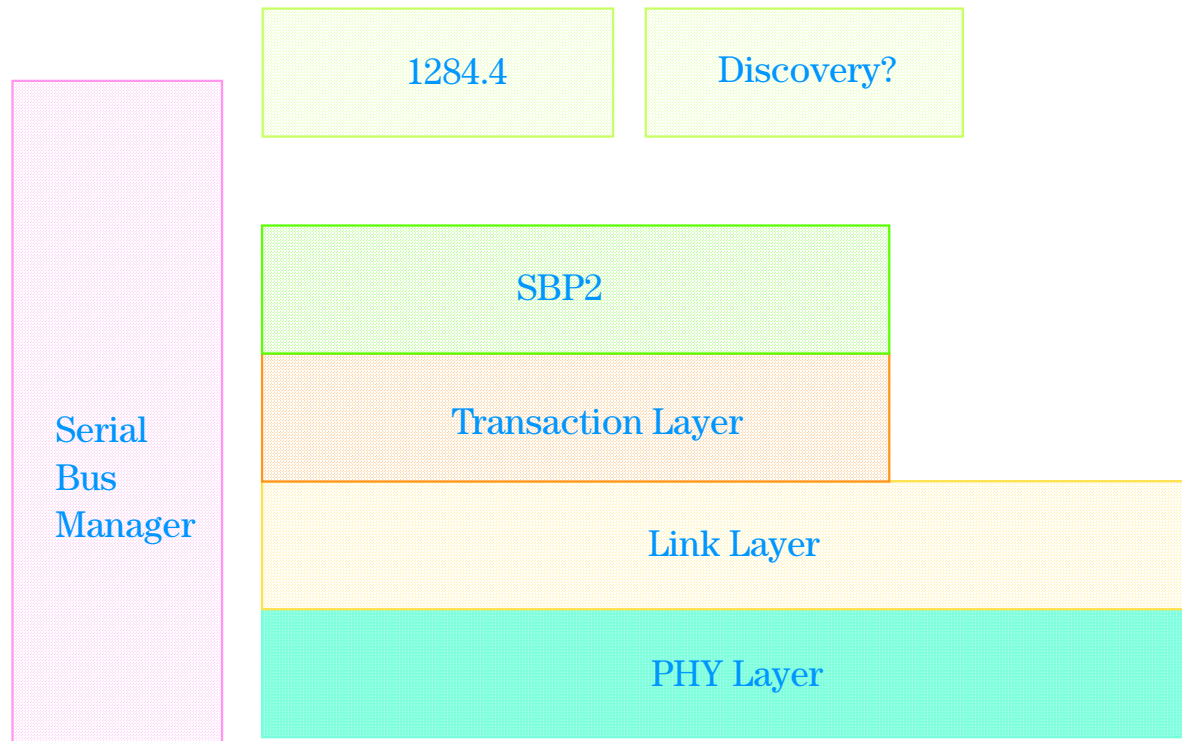 1284.4
Discovery?
SBP2
Transaction Layer
Serial
Bus
Manager
Link Layer
PHY Layer